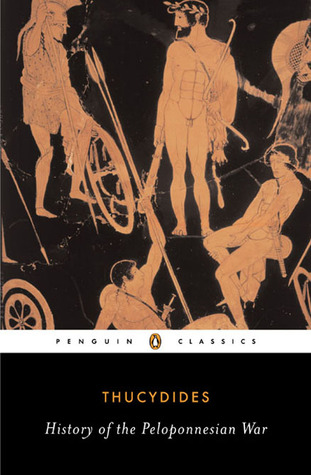 PENGUIN CLASSICS
THUCYDIDES
History of the Peloponnesian War